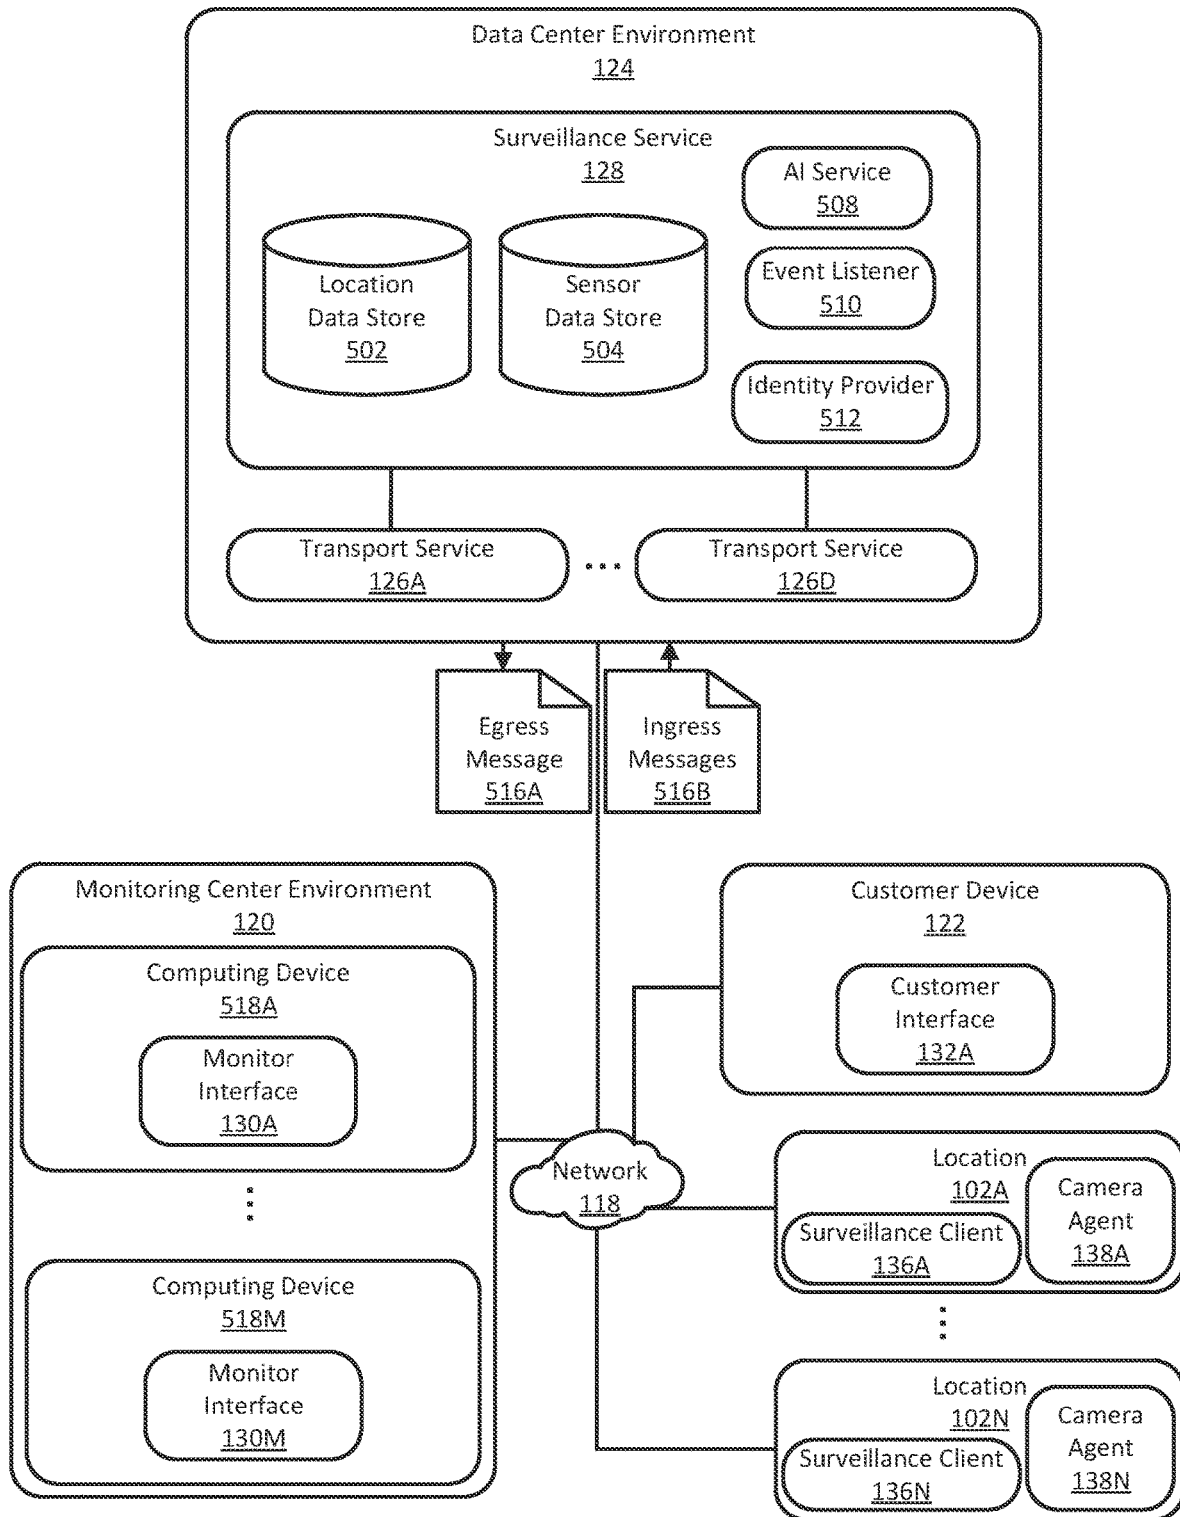 Data Center Environment
124
Surveillance Service
128
Location
Data Store
502
Sensor
Data Store
504
AI Service
508
Event Listener
510
Identity Provider
512
Transport Service
126A
...
Transport Service
126D
Egress
Message
516A
Ingress
Messages
516B
Monitoring Center Environment
120
Computing Device
518A
Monitor
Interface
130A
Computing Device
518M
Monitor
Interface
130M
Network
118
Customer Device
122
Customer
Interface
132A
Location
102A
Surveillance Client
136A
Camera
Agent
138A
Location
102N
Surveillance Client
136N
Camera
Agent
138N